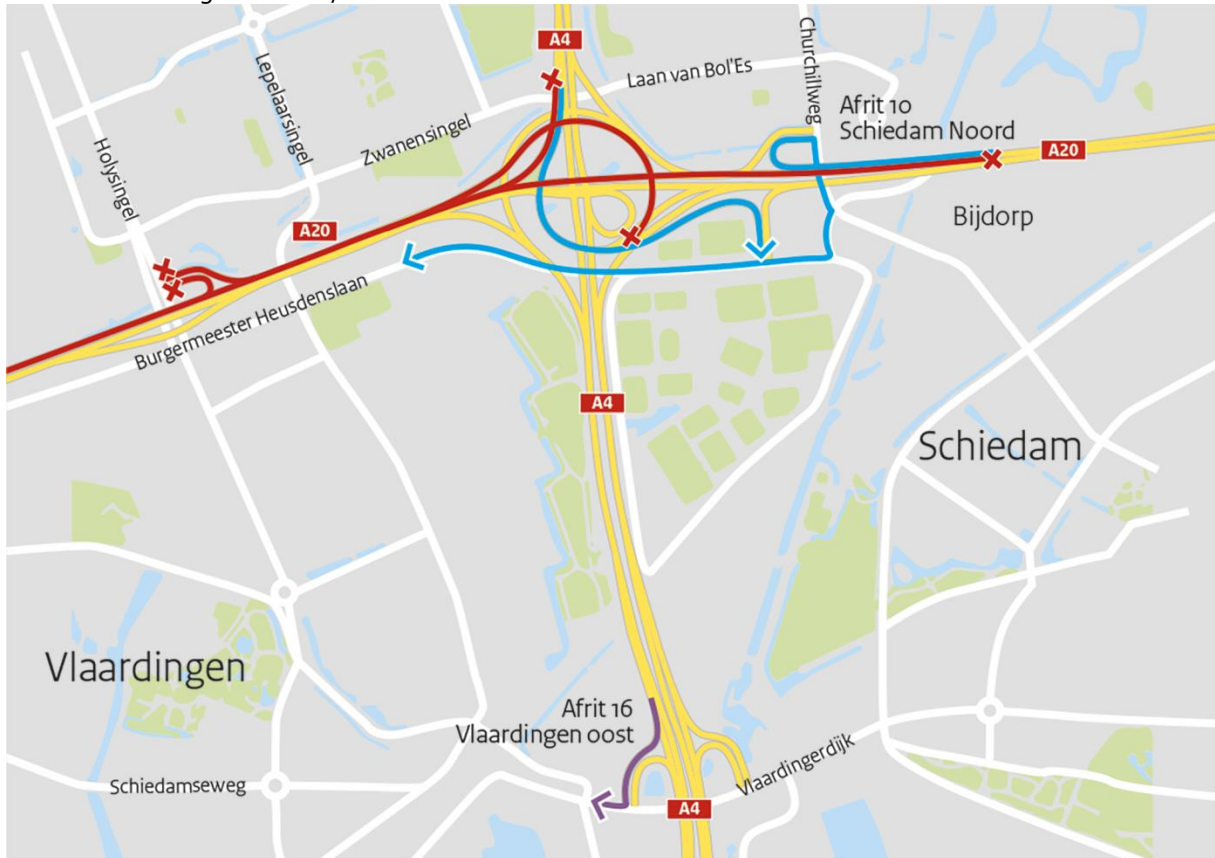 A4
Churchillweg
Lepelaarsingel
Laan van Bol'Es
Afrit 10
Schiedam Noord
Zwanensingel
Holysingel
A20
A20
Bijdorp
Burgermeester Heusdenslaan
A4
Schiedam
Vlaardingen
Afrit 16
Vlaardingen oost
Schiedamseweg
Vlaardingerdijk
A4